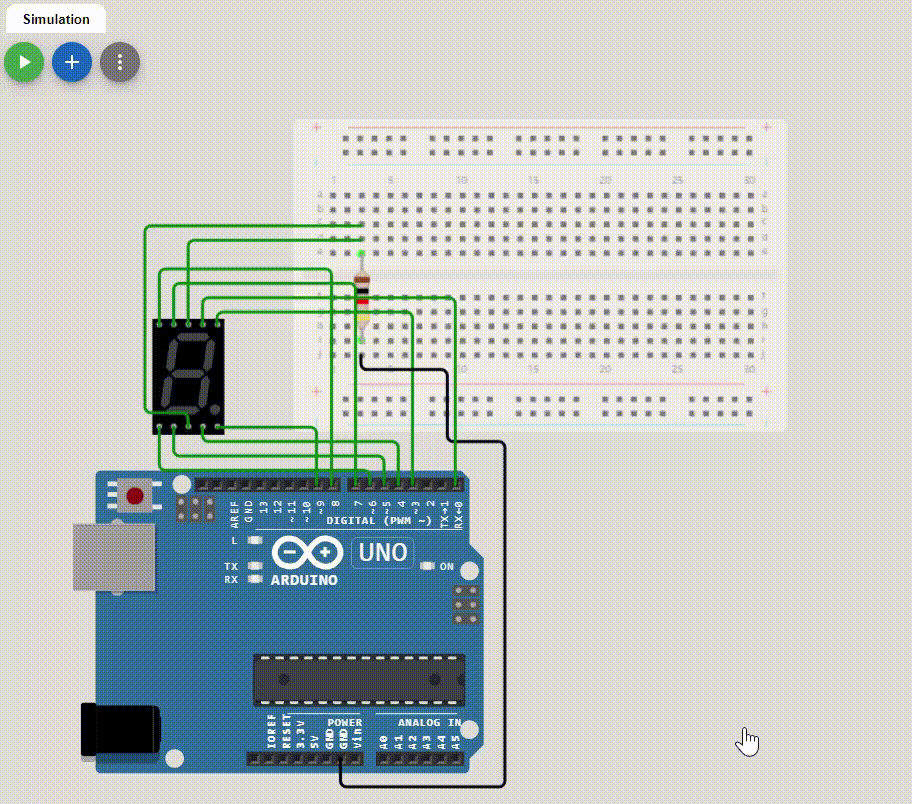 Simulation
1 5 10 15 20 25 30
a a
b b
c c
d d
e e
f f
g g
h h
i i
j j
1 5 10 15 20 25 30
AREF GND 13 12 ~11 ~10 ~9 8 7 ~6 ~5 4 ~3 2 TX→1 RX←0
DIGITAL (PWM ~)
L
UNO
TX
ON
RX
ARDUINO
POWER
ANALOG IN
IOREF RESET 3.3V 5V GND GND Vin A0 A1 A2 A3 A4 A5